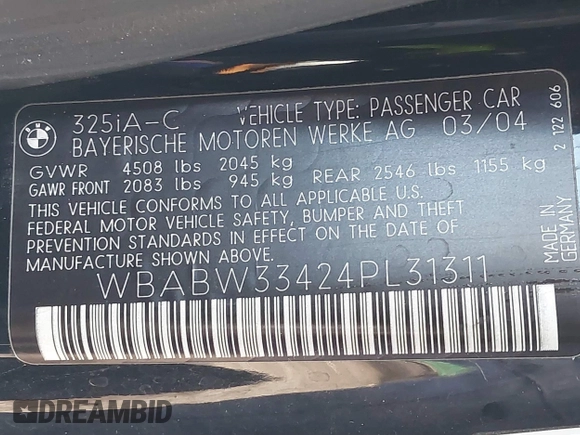 BMW
325iA-C VEHICLE TYPE: PASSENGER CAR
BAYERISCHE MOTOREN WERKE AG 03/04
GVWR 4508 lbs 2045 kg
GAWR FRONT 2083 lbs 945 kg REAR 2546 lbs 1155 kg
THIS VEHICLE CONFORMS TO ALL APPLICABLE U.S.
FEDERAL MOTOR VEHICLE SAFETY, BUMPER AND THEFT
PREVENTION STANDARDS IN EFFECT ON THE DATE OF
MANUFACTURE SHOWN ABOVE.
WBABW33424PL31311
MADE IN
GERMANY
2 122 606
DREAMBID